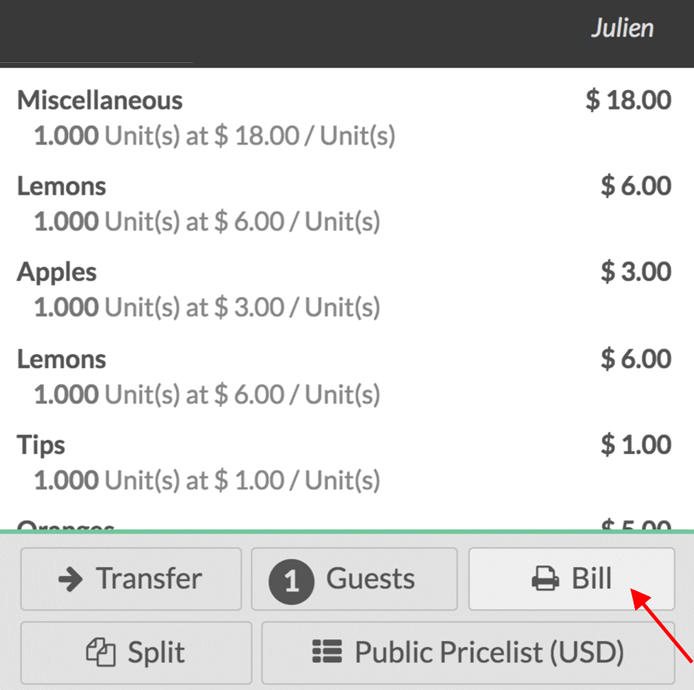 Julien
Miscellaneous $ 18.00
1.000 Unit(s) at $ 18.00 / Unit(s)
Lemons $ 6.00
1.000 Unit(s) at $ 6.00 / Unit(s)
Apples $ 3.00
1.000 Unit(s) at $ 3.00 / Unit(s)
Lemons $ 6.00
1.000 Unit(s) at $ 6.00 / Unit(s)
Tips $ 1.00
1.000 Unit(s) at $ 1.00 / Unit(s)
Oranges $ 5.00
Transfer 1 Guests Bill
Split Public Pricelist (USD)